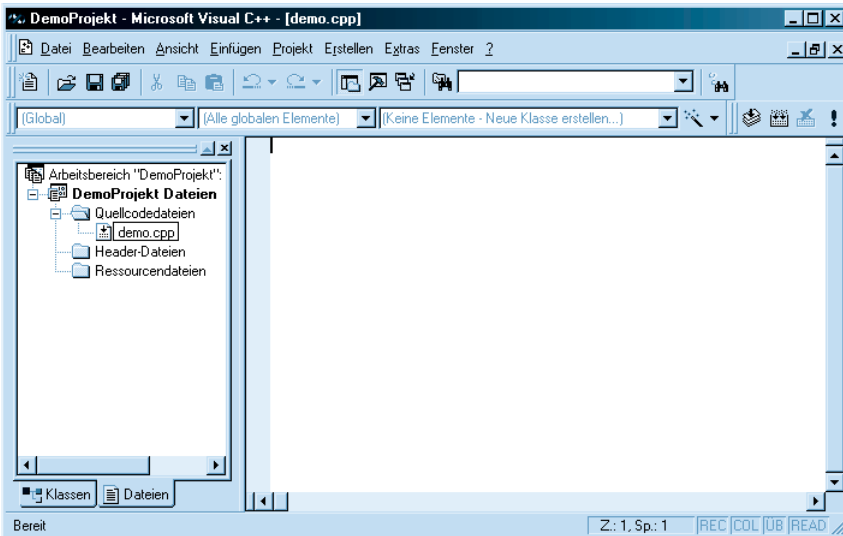 DemoProjekt - Microsoft Visual C++ - [demo.cpp]
Datei Bearbeiten Ansicht Einfügen Projekt Erstellen Extras Fenster ?
(Global) (Alle globalen Elemente) (Keine Elemente - Neue Klasse erstellen...)
Arbeitsbereich "DemoProjekt":
DemoProjekt Dateien
Quellcodedateien
demo.cpp
Header-Dateien
Ressourcendateien
Klassen Dateien
Bereit Z.: 1, Sp.: 1 REC COL ÜB READ